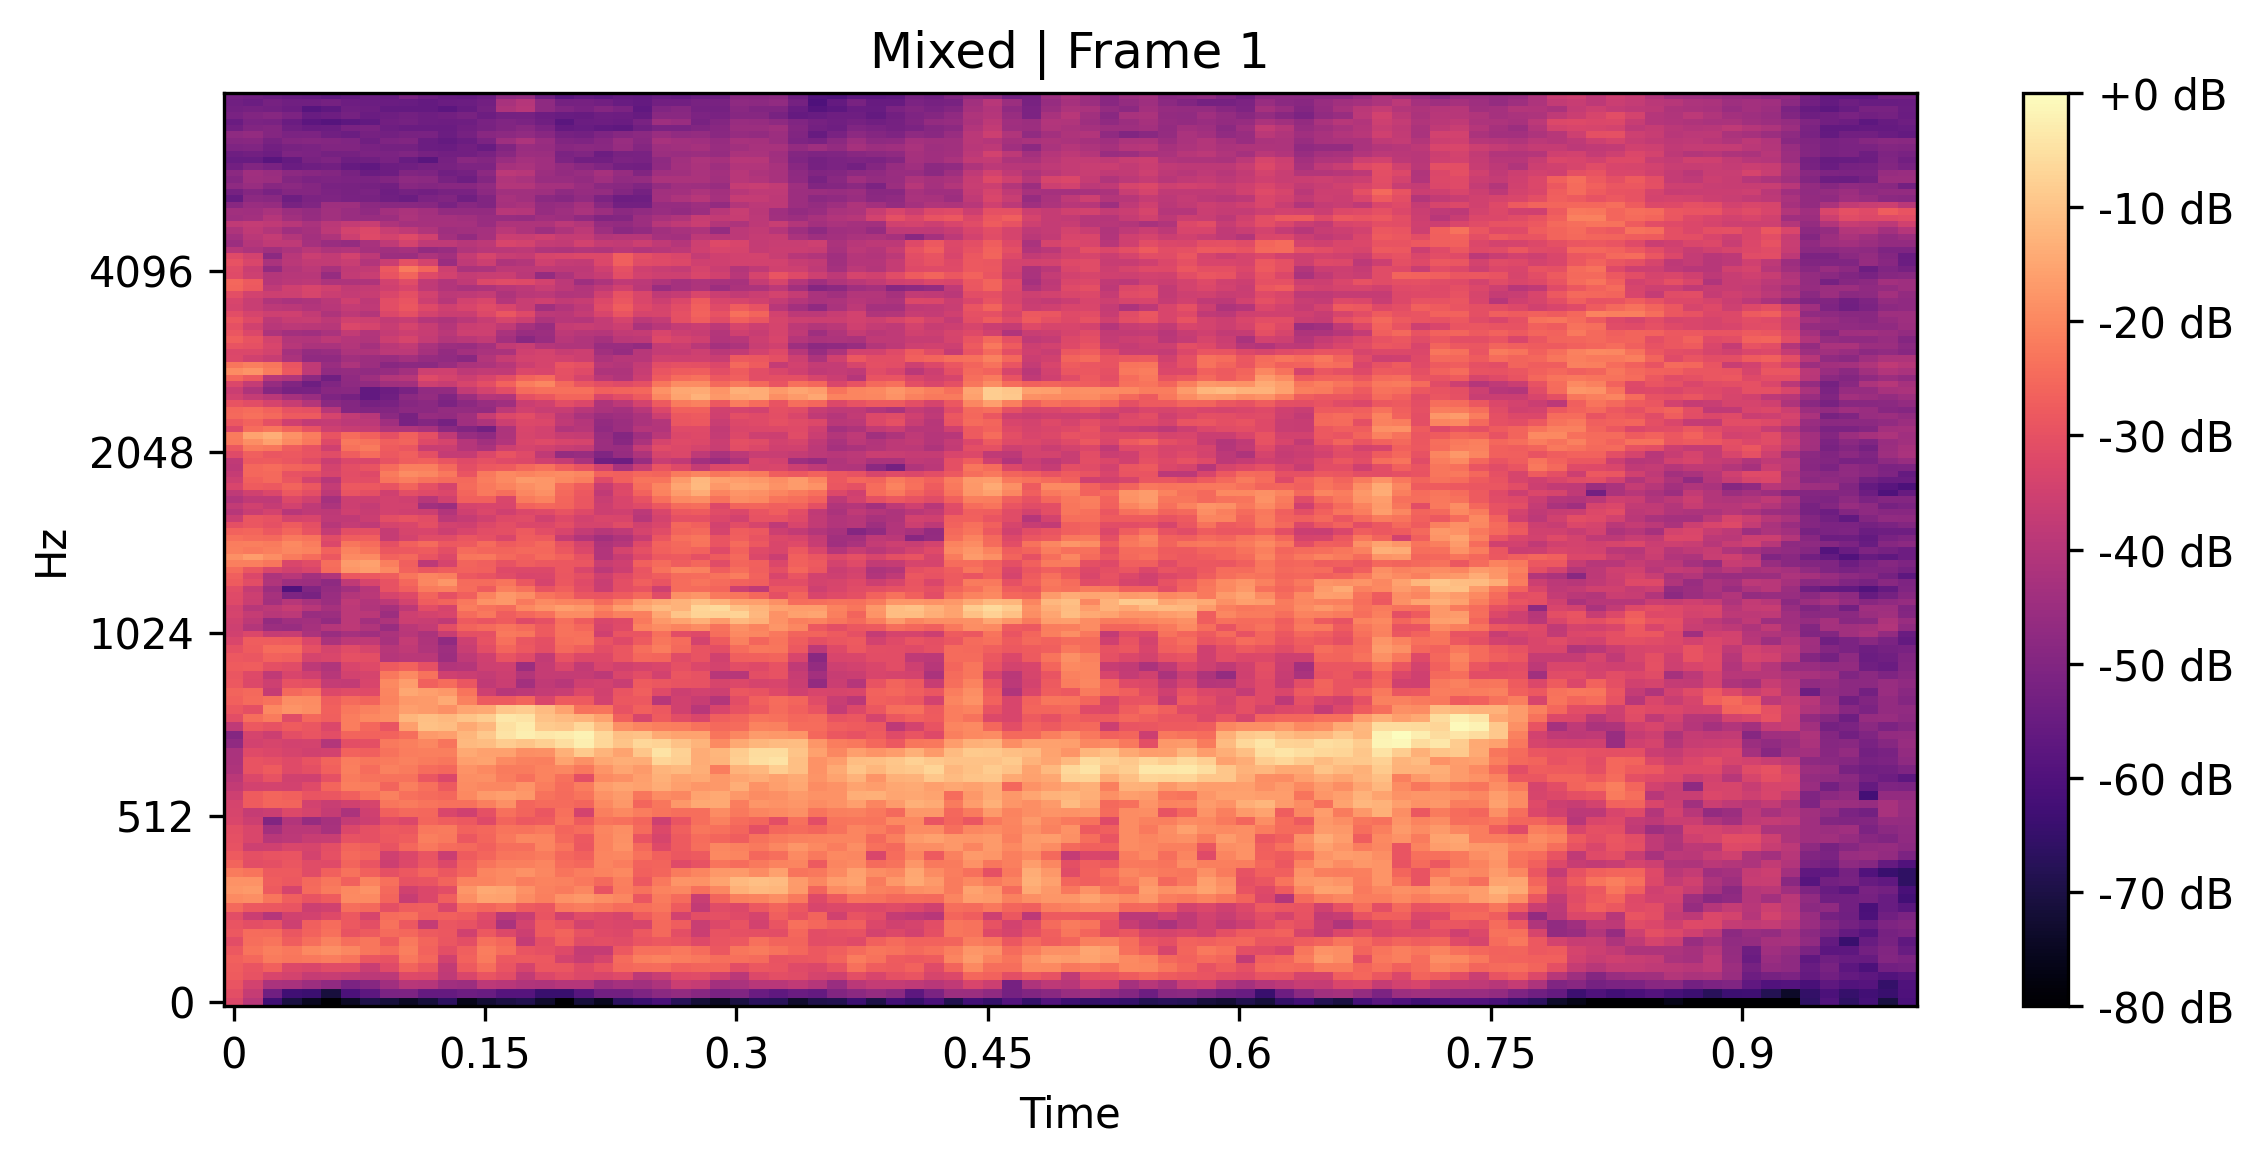 Mixed | Frame 1
+0 dB
-10 dB
-20 dB
-30 dB
-40 dB
-50 dB
-60 dB
-70 dB
-80 dB
4096
2048
1024
512
0
Hz
0 0.15 0.3 0.45 0.6 0.75 0.9
Time